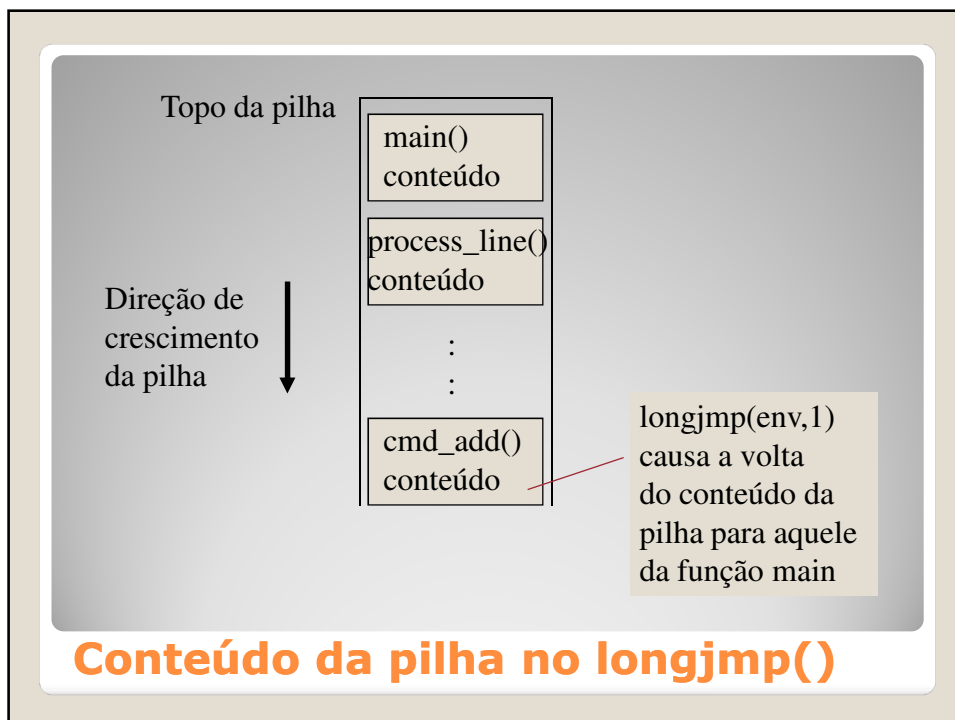 Topo da pilha
main()
conteúdo
process_line()
conteúdo
Direção de
crescimento
da pilha
:
:
cmd_add()
conteúdo
longjmp(env,1)
causa a volta
do conteúdo da
pilha para aquele
da função main
Conteúdo da pilha no longjmp()